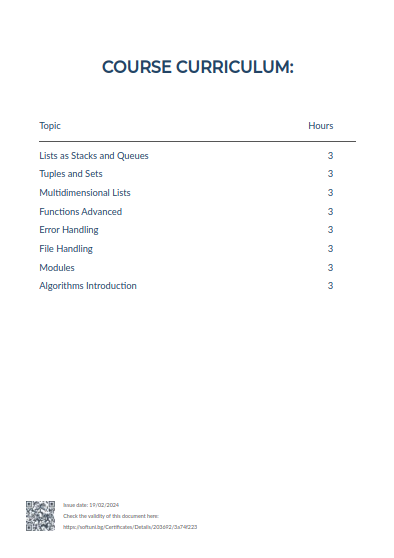 COURSE CURRICULUM:
Topic Hours
Lists as Stacks and Queues 3
Tuples and Sets 3
Multidimensional Lists 3
Functions Advanced 3
Error Handling 3
File Handling 3
Modules 3
Algorithms Introduction 3
Issue date: 19/02/2024
Check the validity of this document here:
https://softuni.bg/Certificates/Details/203692/3a74f223